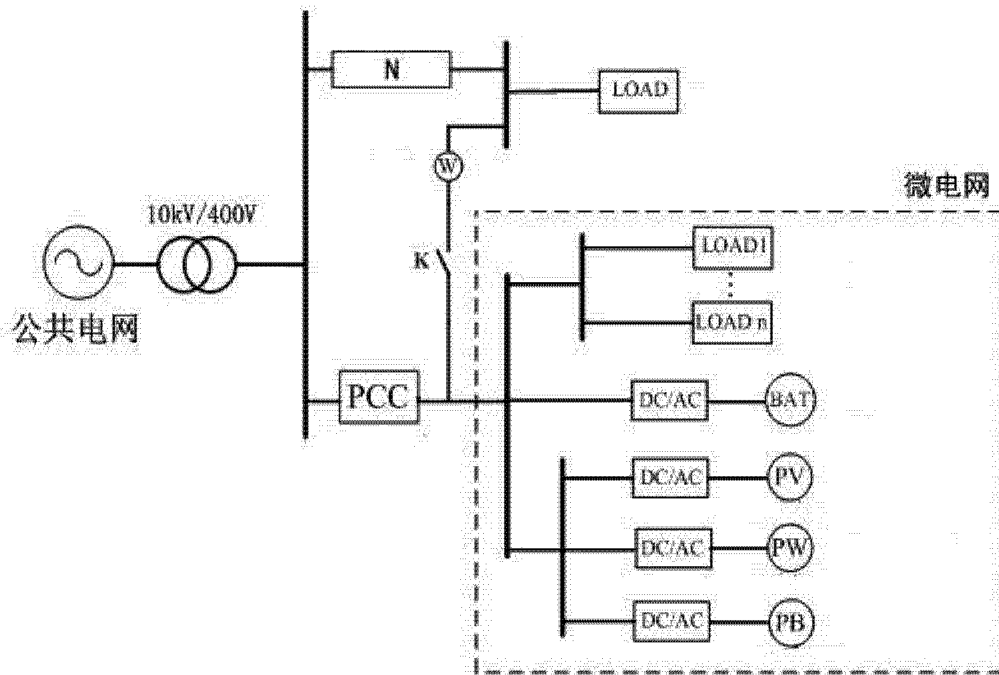 N
LOAD
W
微电网
10kV/400V
K
LOAD1
公共电网
LOAD n
PCC
DC/AC
BAT
DC/AC
PV
DC/AC
PW
DC/AC
PB